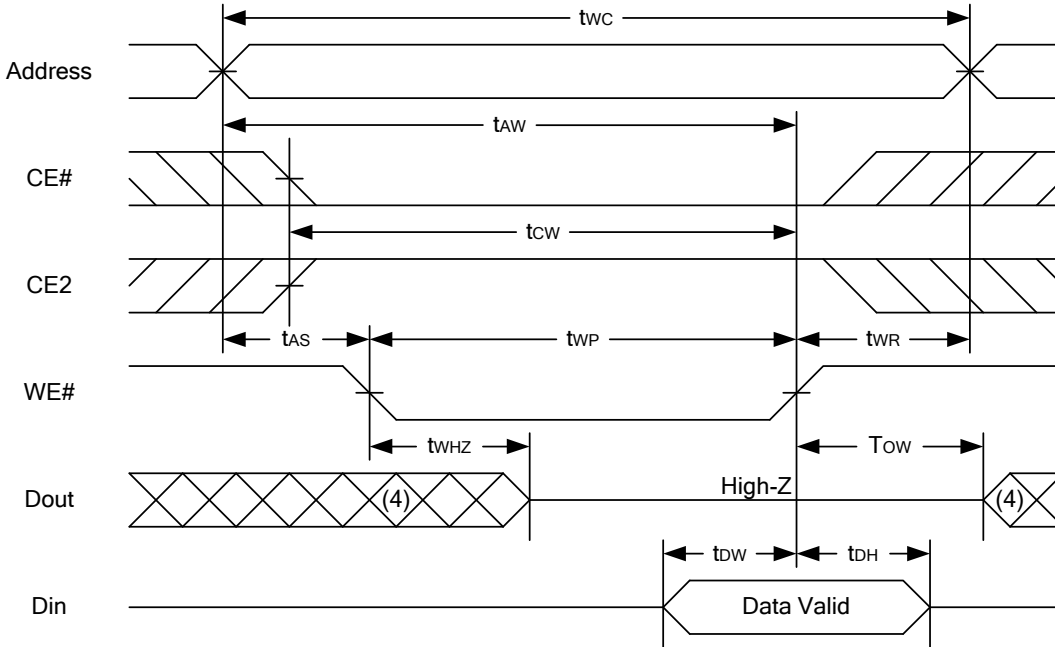 tWC
Address
tAW
CE#
tCW
CE2
tAS tWP tWR
WE#
tWHZ TOW
High-Z
Dout (4) (4)
tDW tDH
Din Data Valid